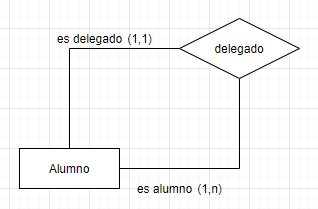 es delegado (1,1)
delegado
Alumno
es alumno (1,n)